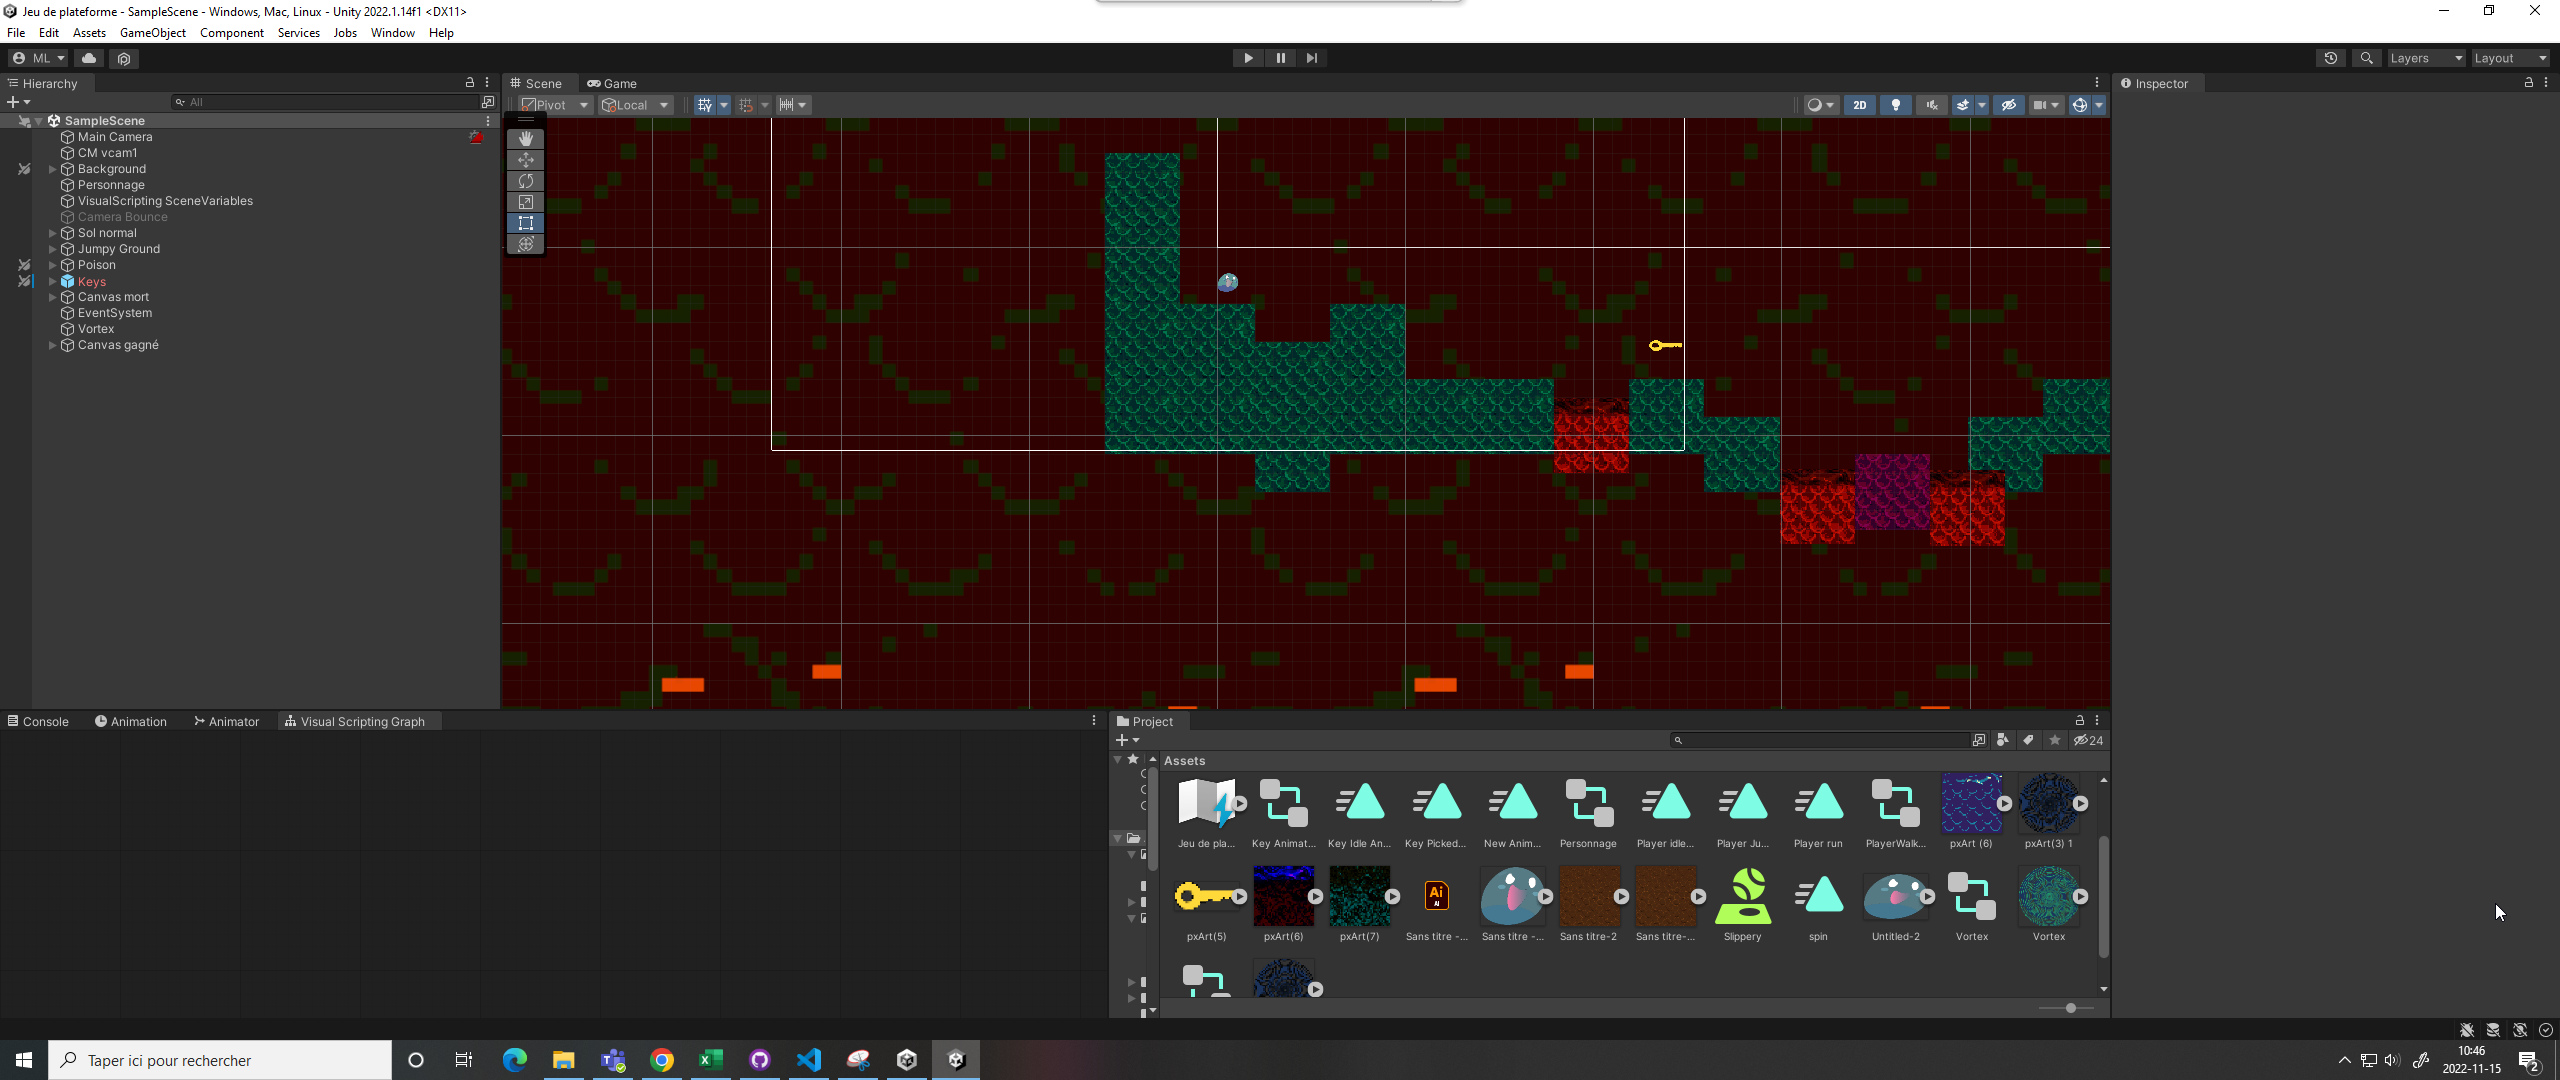 Jeu de plateforme - SampleScene - Windows, Mac, Linux - Unity 2022.1.14f1 <DX11>
File Edit Assets GameObject Component Services Jobs Window Help
ML Layers Layout
Hierarchy
All
SampleScene
Main Camera
CM vcam1
Background
Personnage
VisualScripting SceneVariables
Camera Bounce
Sol normal
Jumpy Ground
Poison
Keys
Canvas mort
EventSystem
Vortex
Canvas gagné
Scene Game
Pivot Local 2D
Inspector
Console Animation Animator Visual Scripting Graph
Project
24
Assets
Jeu de pla... Key Animat... Key Idle An... Key Picked... New Anim... Personnage Player idle... Player Ju... Player run PlayerWalk... pxArt (6) pxArt(3) 1
Ai
AI
pxArt(5) pxArt(6) pxArt(7) Sans titre -... Sans titre -... Sans titre-2 Sans titre-... Slippery spin Untitled-2 Vortex Vortex
Taper ici pour rechercher
10:46
2022-11-15
2